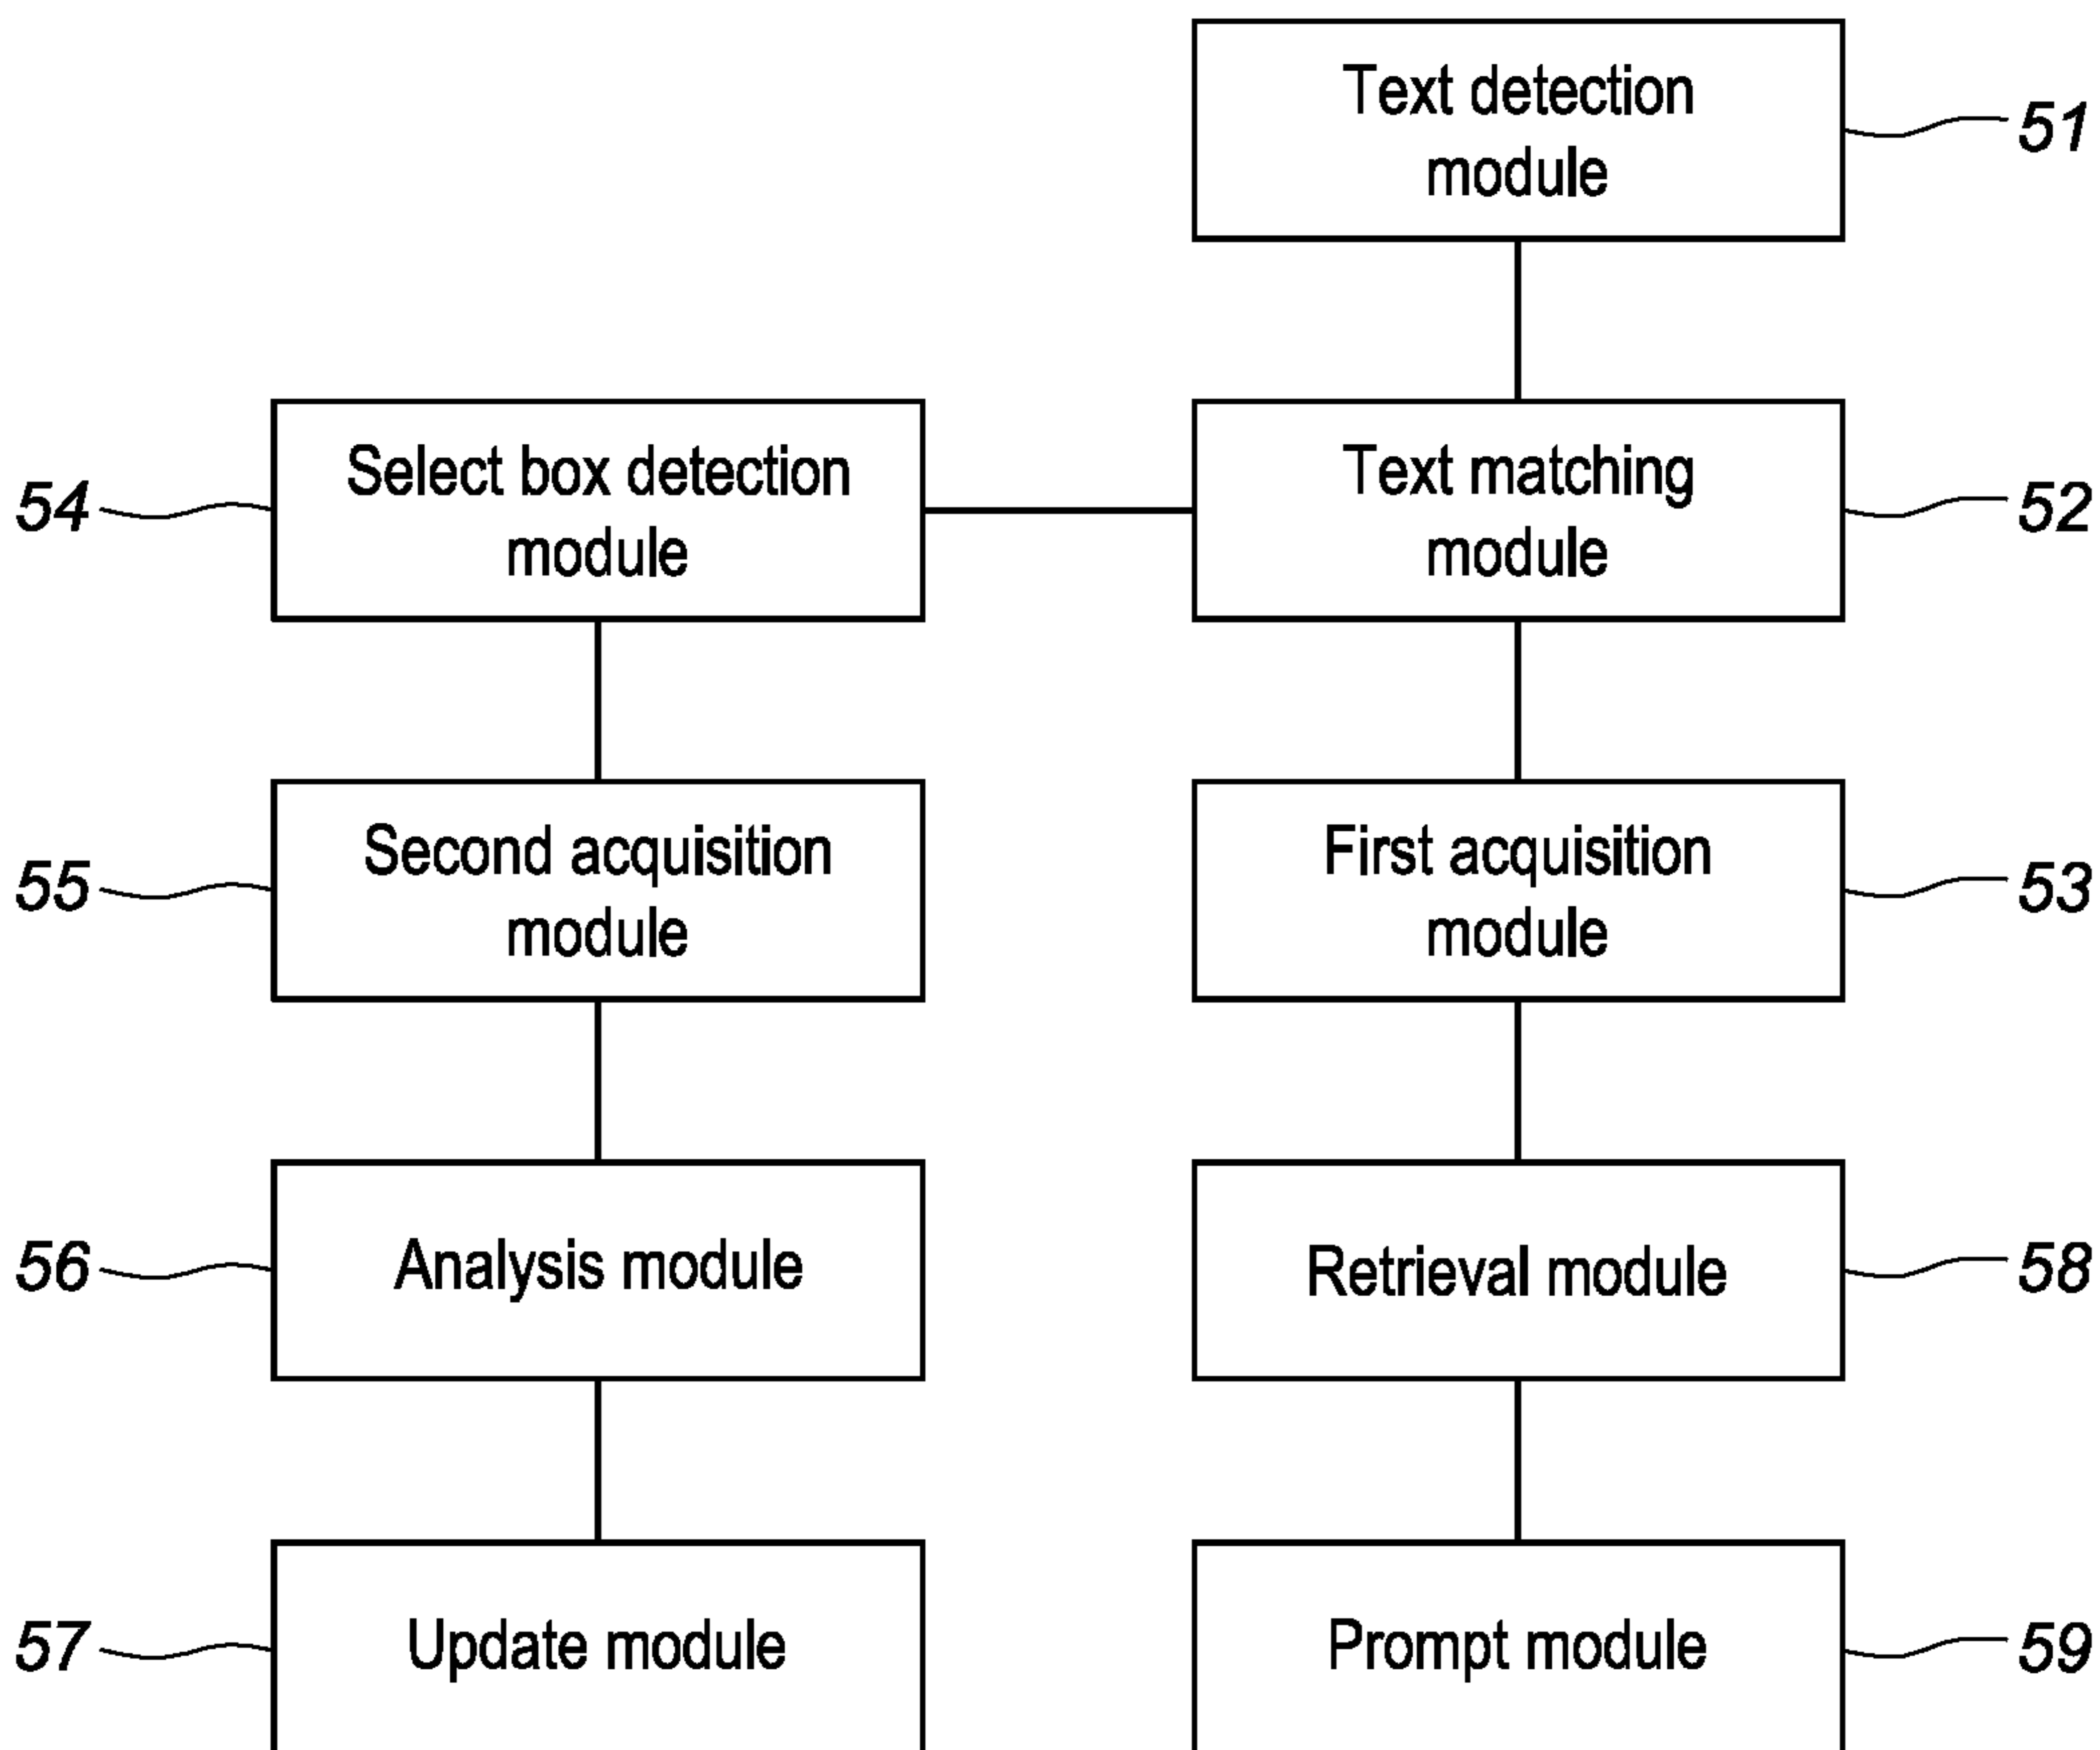 Text detection
module
51
54
Select box detection
module
Text matching
module
52
55
Second acquisition
module
First acquisition
module
53
56
Analysis module
Retrieval module
58
57
Update module
Prompt module
59